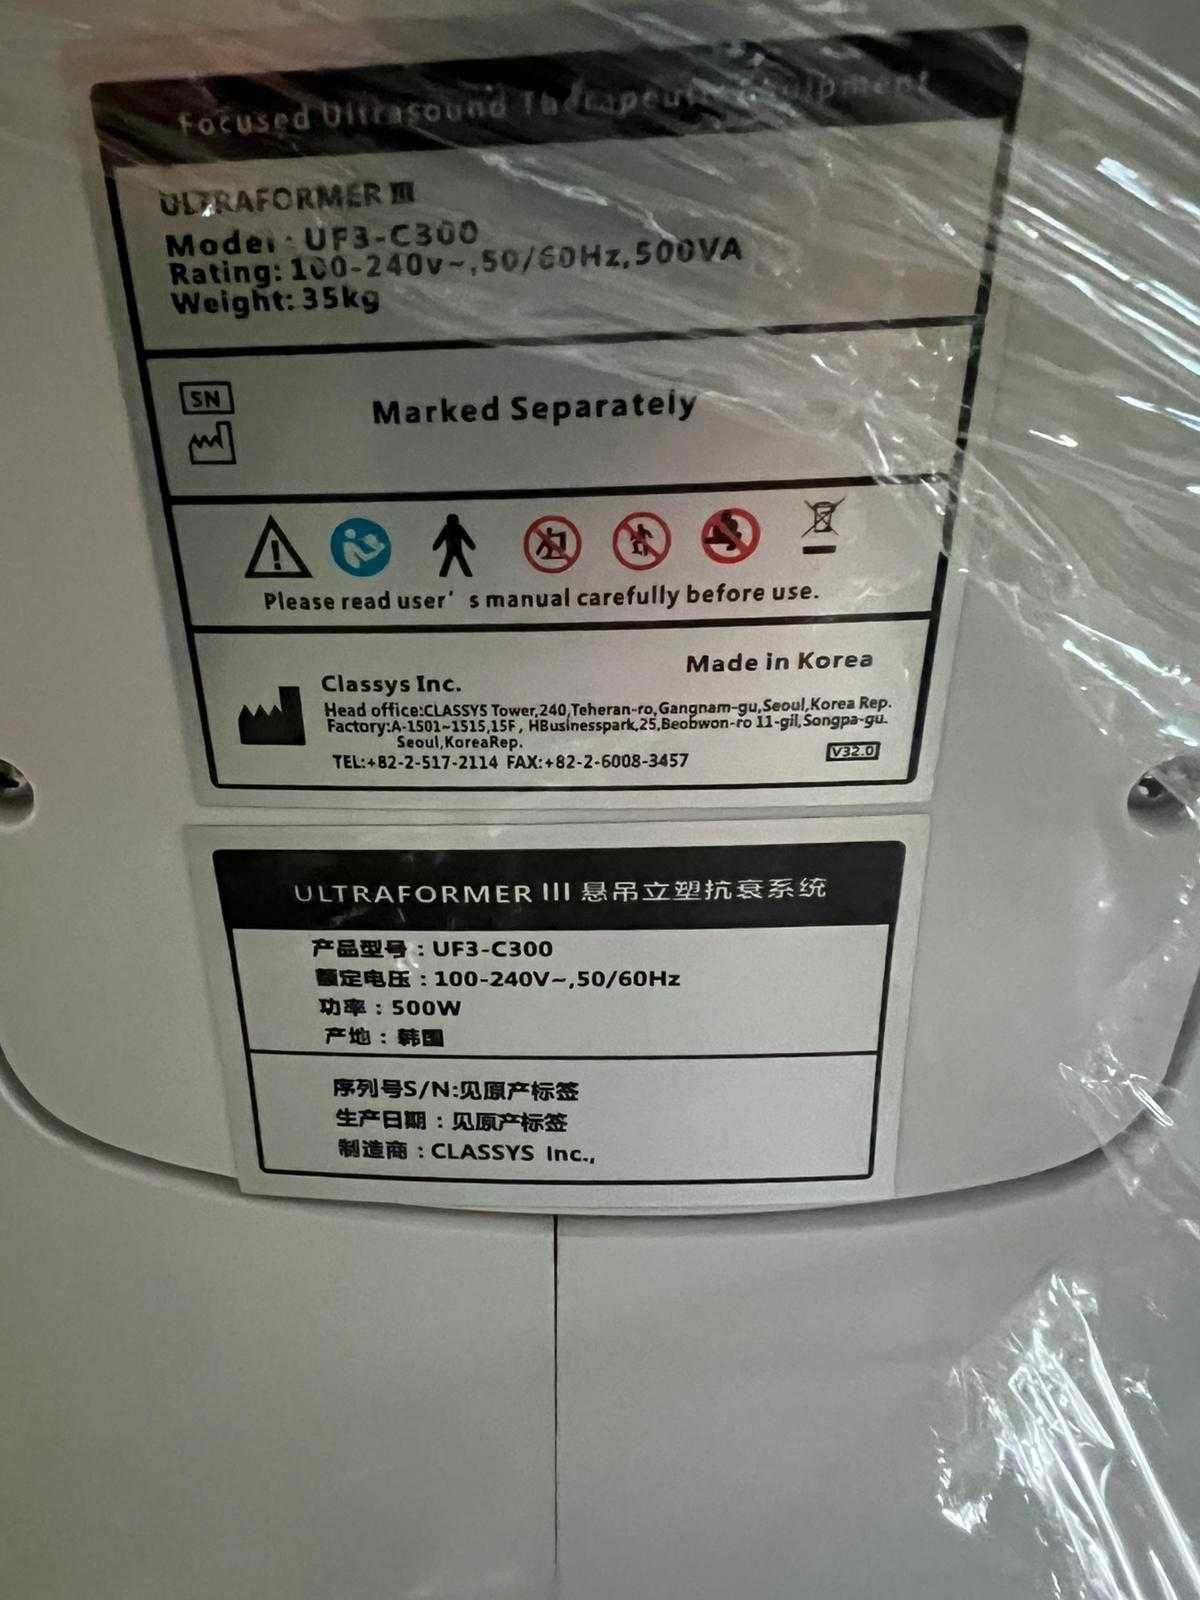 Focused Ultrasound Therapeutic Equipment
ULTRAFORMER III
Model : UF3-C300
Rating: 100-240v~,50/60Hz,500VA
Weight: 35kg
SN
Marked Separately
Please read user' s manual carefully before use.
Made in Korea
Classys Inc.
Head office:CLASSYS Tower,240,Teheran-ro,Gangnam-gu,Seoul,Korea Rep.
Factory:A-1501~1515,15F, HBusinesspark,25,Beobwon-ro 11-gil,Songpa-gu.
Seoul,KoreaRep.
V32.0
TEL:+82-2-517-2114 FAX:+82-2-6008-3457
ULTRAFORMER III 悬吊立塑抗衰系统
产品型号：UF3-C300
额定电压：100-240V~,50/60Hz
功率：500W
产地：韩国
序列号S/N:见原产标签
生产日期：见原产标签
制造商：CLASSYS Inc.,